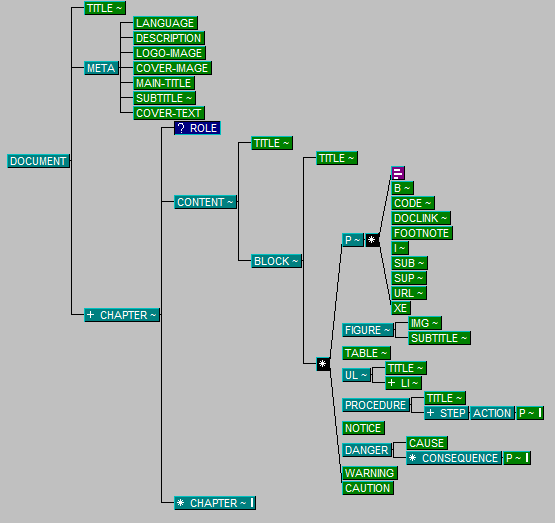 TITLE ~
LANGUAGE
DESCRIPTION
LOGO-IMAGE
META
COVER-IMAGE
MAIN-TITLE
SUBTITLE ~
COVER-TEXT
? ROLE
TITLE ~
DOCUMENT
TITLE ~
B ~
CONTENT ~
CODE ~
DOCLINK ~
FOOTNOTE
P ~ *
I ~
BLOCK ~
SUB ~
SUP ~
URL ~
XE
+ CHAPTER ~
IMG ~
FIGURE ~
SUBTITLE ~
TABLE ~
*
TITLE ~
UL ~
+ LI ~
TITLE ~
PROCEDURE
+ STEP ACTION P ~
NOTICE
CAUSE
DANGER
* CONSEQUENCE P ~
WARNING
CAUTION
* CHAPTER ~